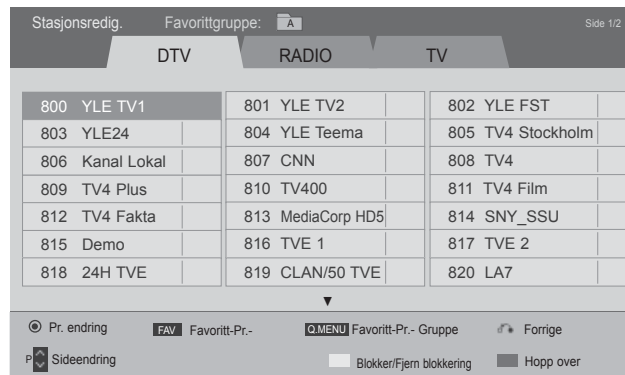 Stasjonsredig. Favorittgruppe: A Side 1/2
DTV RADIO TV
800 YLE TV1 801 YLE TV2 802 YLE FST
803 YLE24 804 YLE Teema 805 TV4 Stockholm
806 Kanal Lokal 807 CNN 808 TV4
809 TV4 Plus 810 TV400 811 TV4 Film
812 TV4 Fakta 813 MediaCorp HD5 814 SNY_SSU
815 Demo 816 TVE 1 817 TVE 2
818 24H TVE 819 CLAN/50 TVE 820 LA7
Pr. endring FAV Favoritt-Pr.- Q.MENU Favoritt-Pr.- Gruppe Forrige
P Sideendring Blokker/Fjern blokkering Hopp over